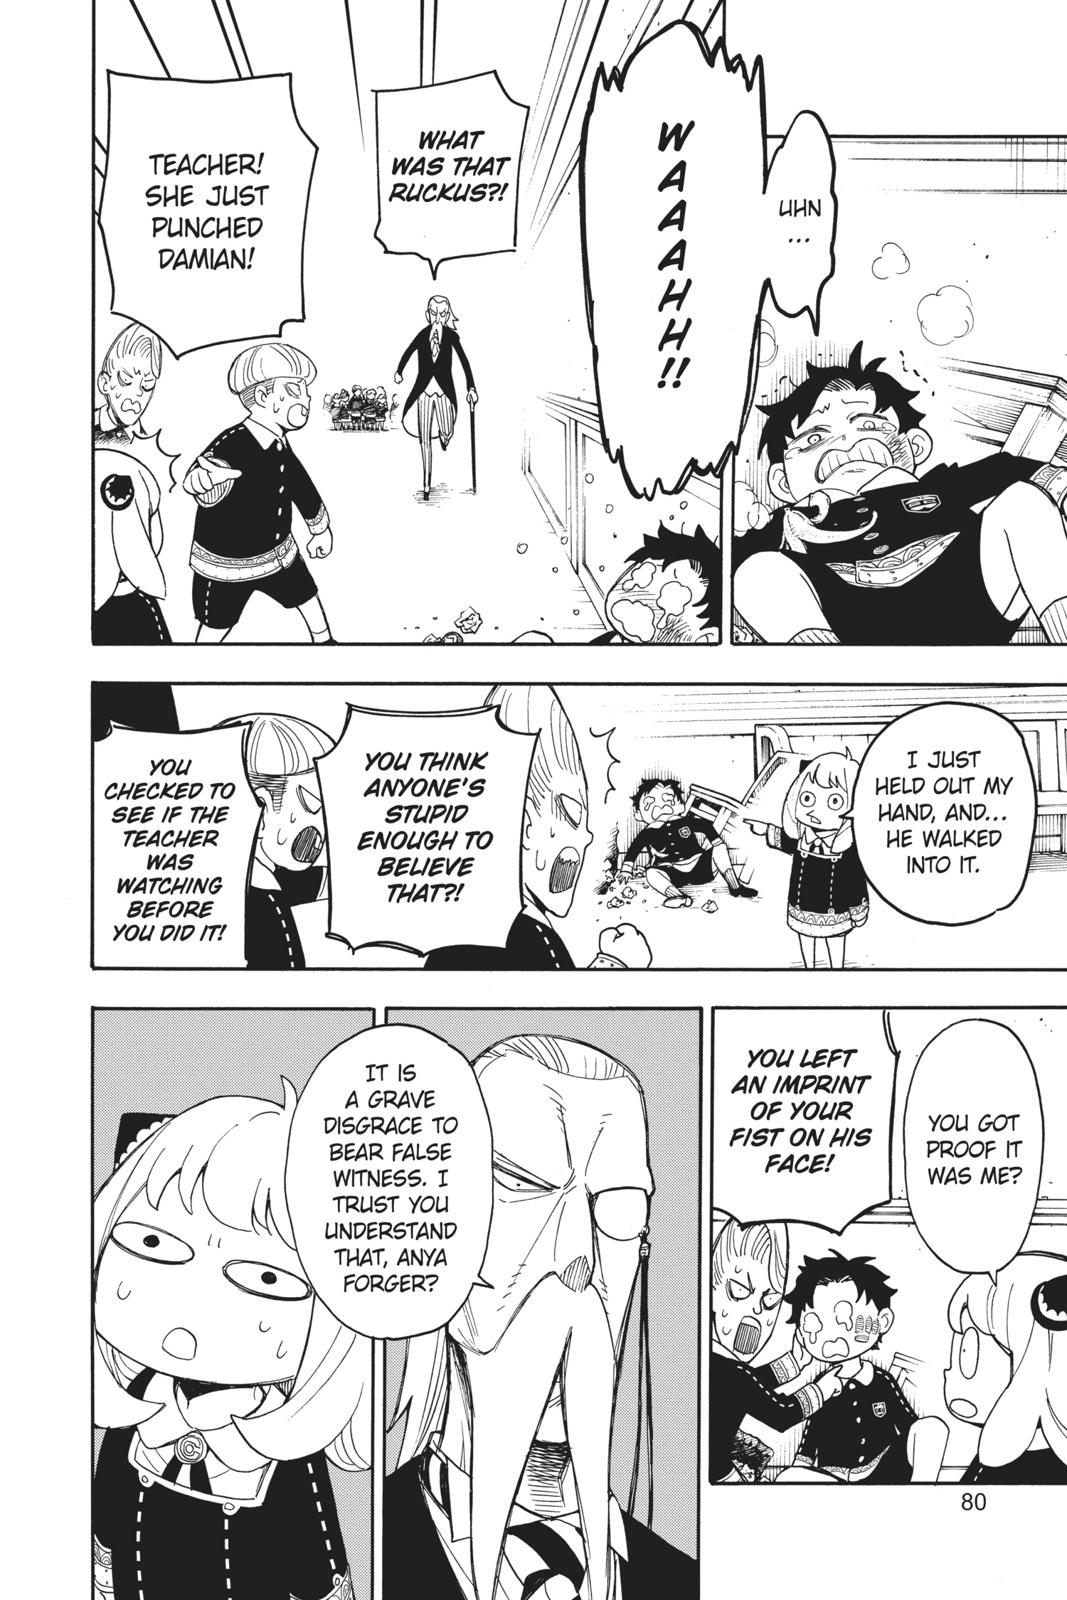 UHN
...
WAAAHH!!
WHAT
WAS THAT
RUCKUS?!
TEACHER!
SHE JUST
PUNCHED
DAMIAN!
I JUST
HELD OUT MY
HAND, AND...
HE WALKED
INTO IT.
YOU THINK
ANYONE'S
STUPID
ENOUGH TO
BELIEVE
THAT?!
YOU
CHECKED TO
SEE IF THE
TEACHER
WAS
WATCHING
BEFORE
YOU DID IT!
YOU GOT
PROOF IT
WAS ME?
YOU LEFT
AN IMPRINT
OF YOUR
FIST ON HIS
FACE!
IT IS
A GRAVE
DISGRACE TO
BEAR FALSE
WITNESS. I
TRUST YOU
UNDERSTAND
THAT, ANYA
FORGER?
80